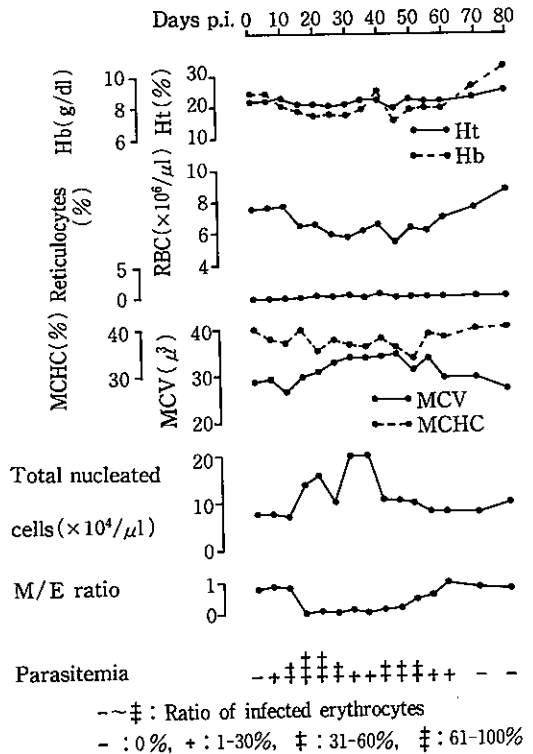 Days p.i. 0 10 20 30 40 50 60 70 80
Hb(g/dl)
10
8
6
Ht(%)
30
20
10
Ht
Hb
Reticulocytes (%)
5
0
RBC(×10⁶/μl)
10
8
6
4
MCHC(%)
40
30
MCV(μ³)
40
30
20
MCV
MCHC
Total nucleated
cells(×10⁴/μl)
20
10
0
M/E ratio
1
0
Parasitemia − +
+ +
+ + − −
−～‡ : Ratio of infected erythrocytes
− : 0%, + : 1-30%, ‡ : 31-60%, ‡ : 61-100%